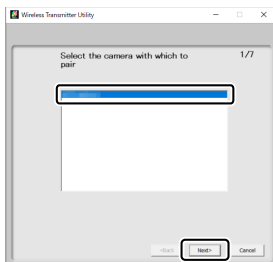 Wireless Transmitter Utility
Select the camera with which to
pair
1/7
<Back
Next>
Cancel